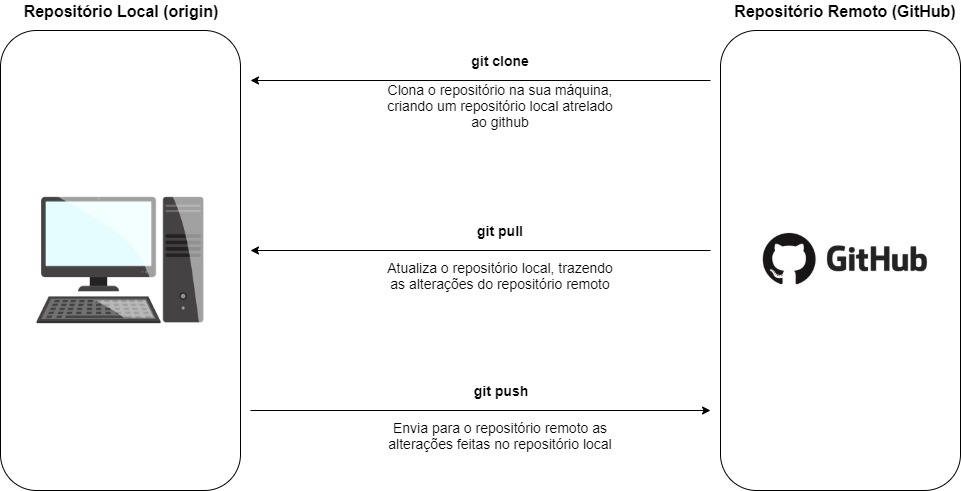 Repositório Local (origin)
Repositório Remoto (GitHub)
git clone
Clona o repositório na sua máquina,
criando um repositório local atrelado
ao github
git pull
Atualiza o repositório local, trazendo
as alterações do repositório remoto
GitHub
git push
Envia para o repositório remoto as
alterações feitas no repositório local